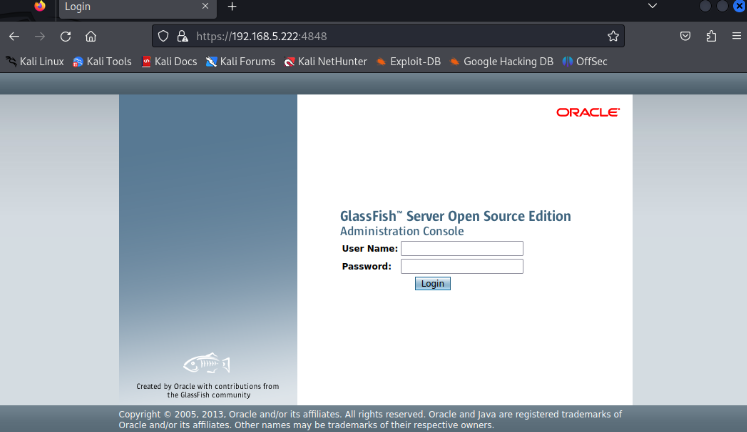 Login
https://192.168.5.222:4848
Kali Linux Kali Tools Kali Docs Kali Forums Kali NetHunter Exploit-DB Google Hacking DB OffSec
ORACLE
GlassFish™ Server Open Source Edition
Administration Console
User Name:
Password:
Login
Created by Oracle with contributions from
the GlassFish community
Copyright © 2005, 2013, Oracle and/or its affiliates. All rights reserved. Oracle and Java are registered trademarks of
Oracle and/or its affiliates. Other names may be trademarks of their respective owners.